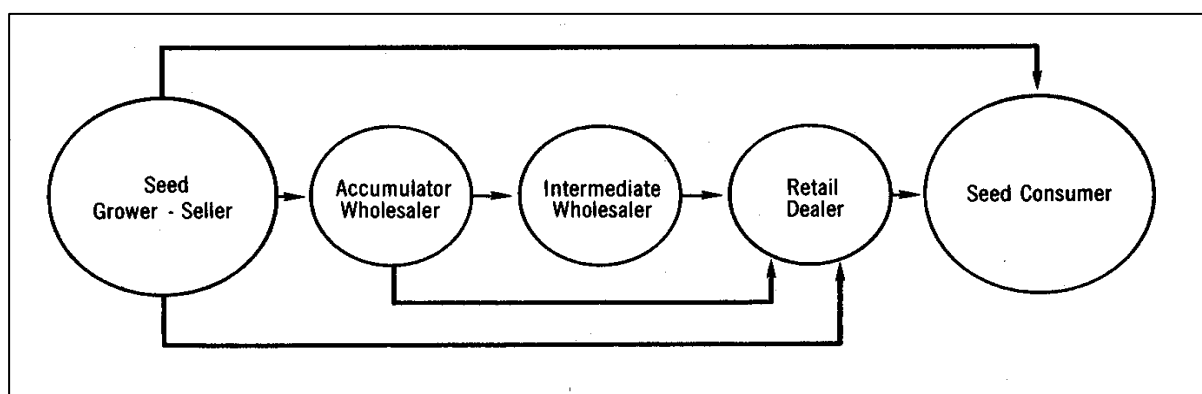 Seed
Grower - Seller
Accumulator
Wholesaler
Intermediate
Wholesaler
Retail
Dealer
Seed Consumer